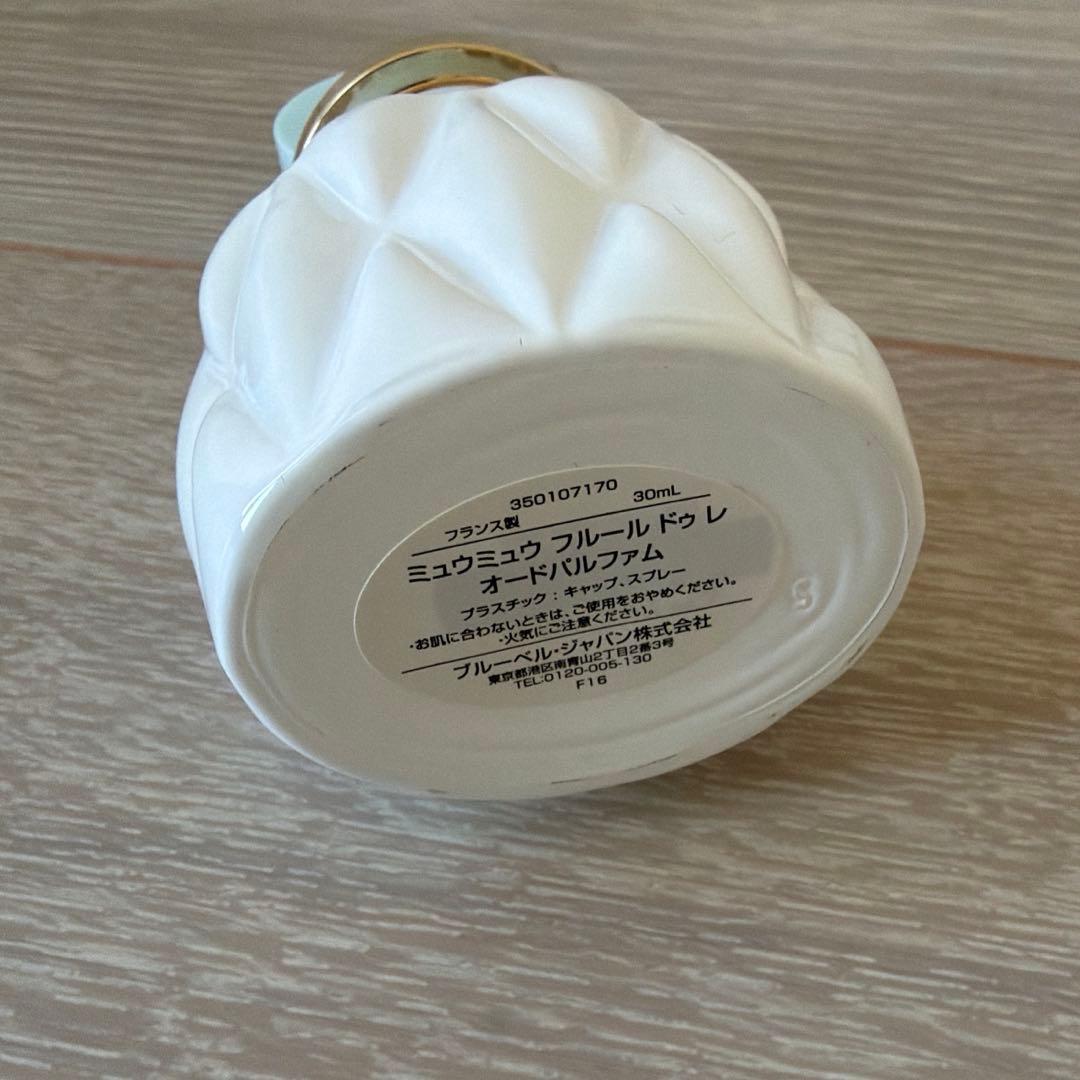 350107170
フランス製 30mL
ミュウミュウ フルール ドゥ レ
オードパルファム
プラスチック：キャップ、スプレー
・お肌に合わないときは、ご使用をおやめください。
・火気にご注意ください。
ブルーベル・ジャパン株式会社
東京都港区南青山2丁目2番3号
TEL:0120-005-130
F16
8